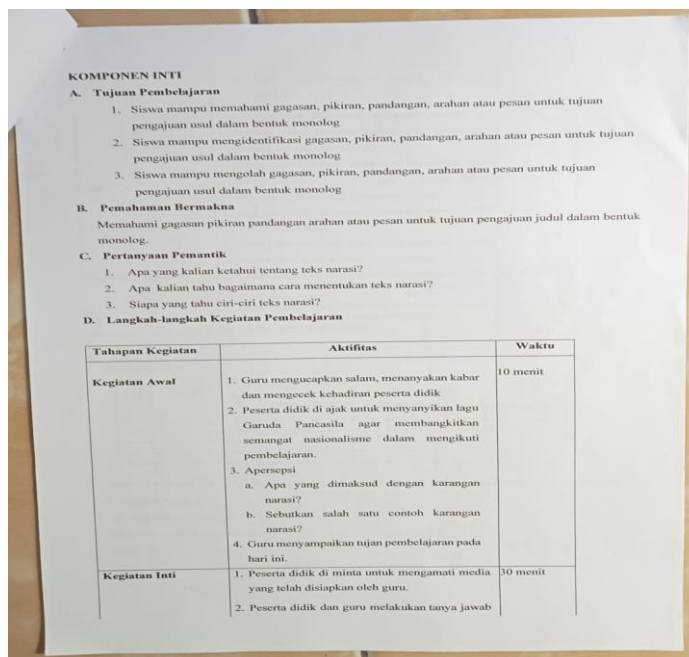 KOMPONEN INTI
A. Tujuan Pembelajaran
1. Siswa mampu memahami gagasan, pikiran, pandangan, arahan atau pesan untuk tujuan
pengajuan usul dalam bentuk monolog
2. Siswa mampu mengidentifikasi gagasan, pikiran, pandangan, arahan atau pesan untuk tujuan
pengajuan usul dalam bentuk monolog
3. Siswa mampu mengolah gagasan, pikiran, pandangan, arahan atau pesan untuk tujuan
pengajuan usul dalam bentuk monolog
B. Pemahaman Bermakna
Memahami gagasan pikiran pandangan arahan atau pesan untuk tujuan pengajuan judul dalam bentuk
monolog.
C. Pertanyaan Pemantik
1. Apa yang kalian ketahui tentang teks narasi?
2. Apa kalian tahu bagaimana cara menentukan teks narasi?
3. Siapa yang tahu ciri-ciri teks narasi?
D. Langkah-langkah Kegiatan Pembelajaran
Tahapan Kegiatan Aktifitas Waktu
Kegiatan Awal 1. Guru mengucapkan salam, menanyakan kabar 10 menit
dan mengecek kehadiran peserta didik
2. Peserta didik di ajak untuk menyanyikan lagu
Garuda Pancasila agar membangkitkan
semangat nasionalisme dalam mengikuti
pembelajaran.
3. Apersepsi
a. Apa yang dimaksud dengan karangan
narasi?
b. Sebutkan salah satu contoh karangan
narasi?
4. Guru menyampaikan tujan pembelajaran pada
hari ini.
Kegiatan Inti 1. Peserta didik di minta untuk mengamati media 30 menit
yang telah disiapkan oleh guru.
2. Peserta didik dan guru melakukan tanya jawab